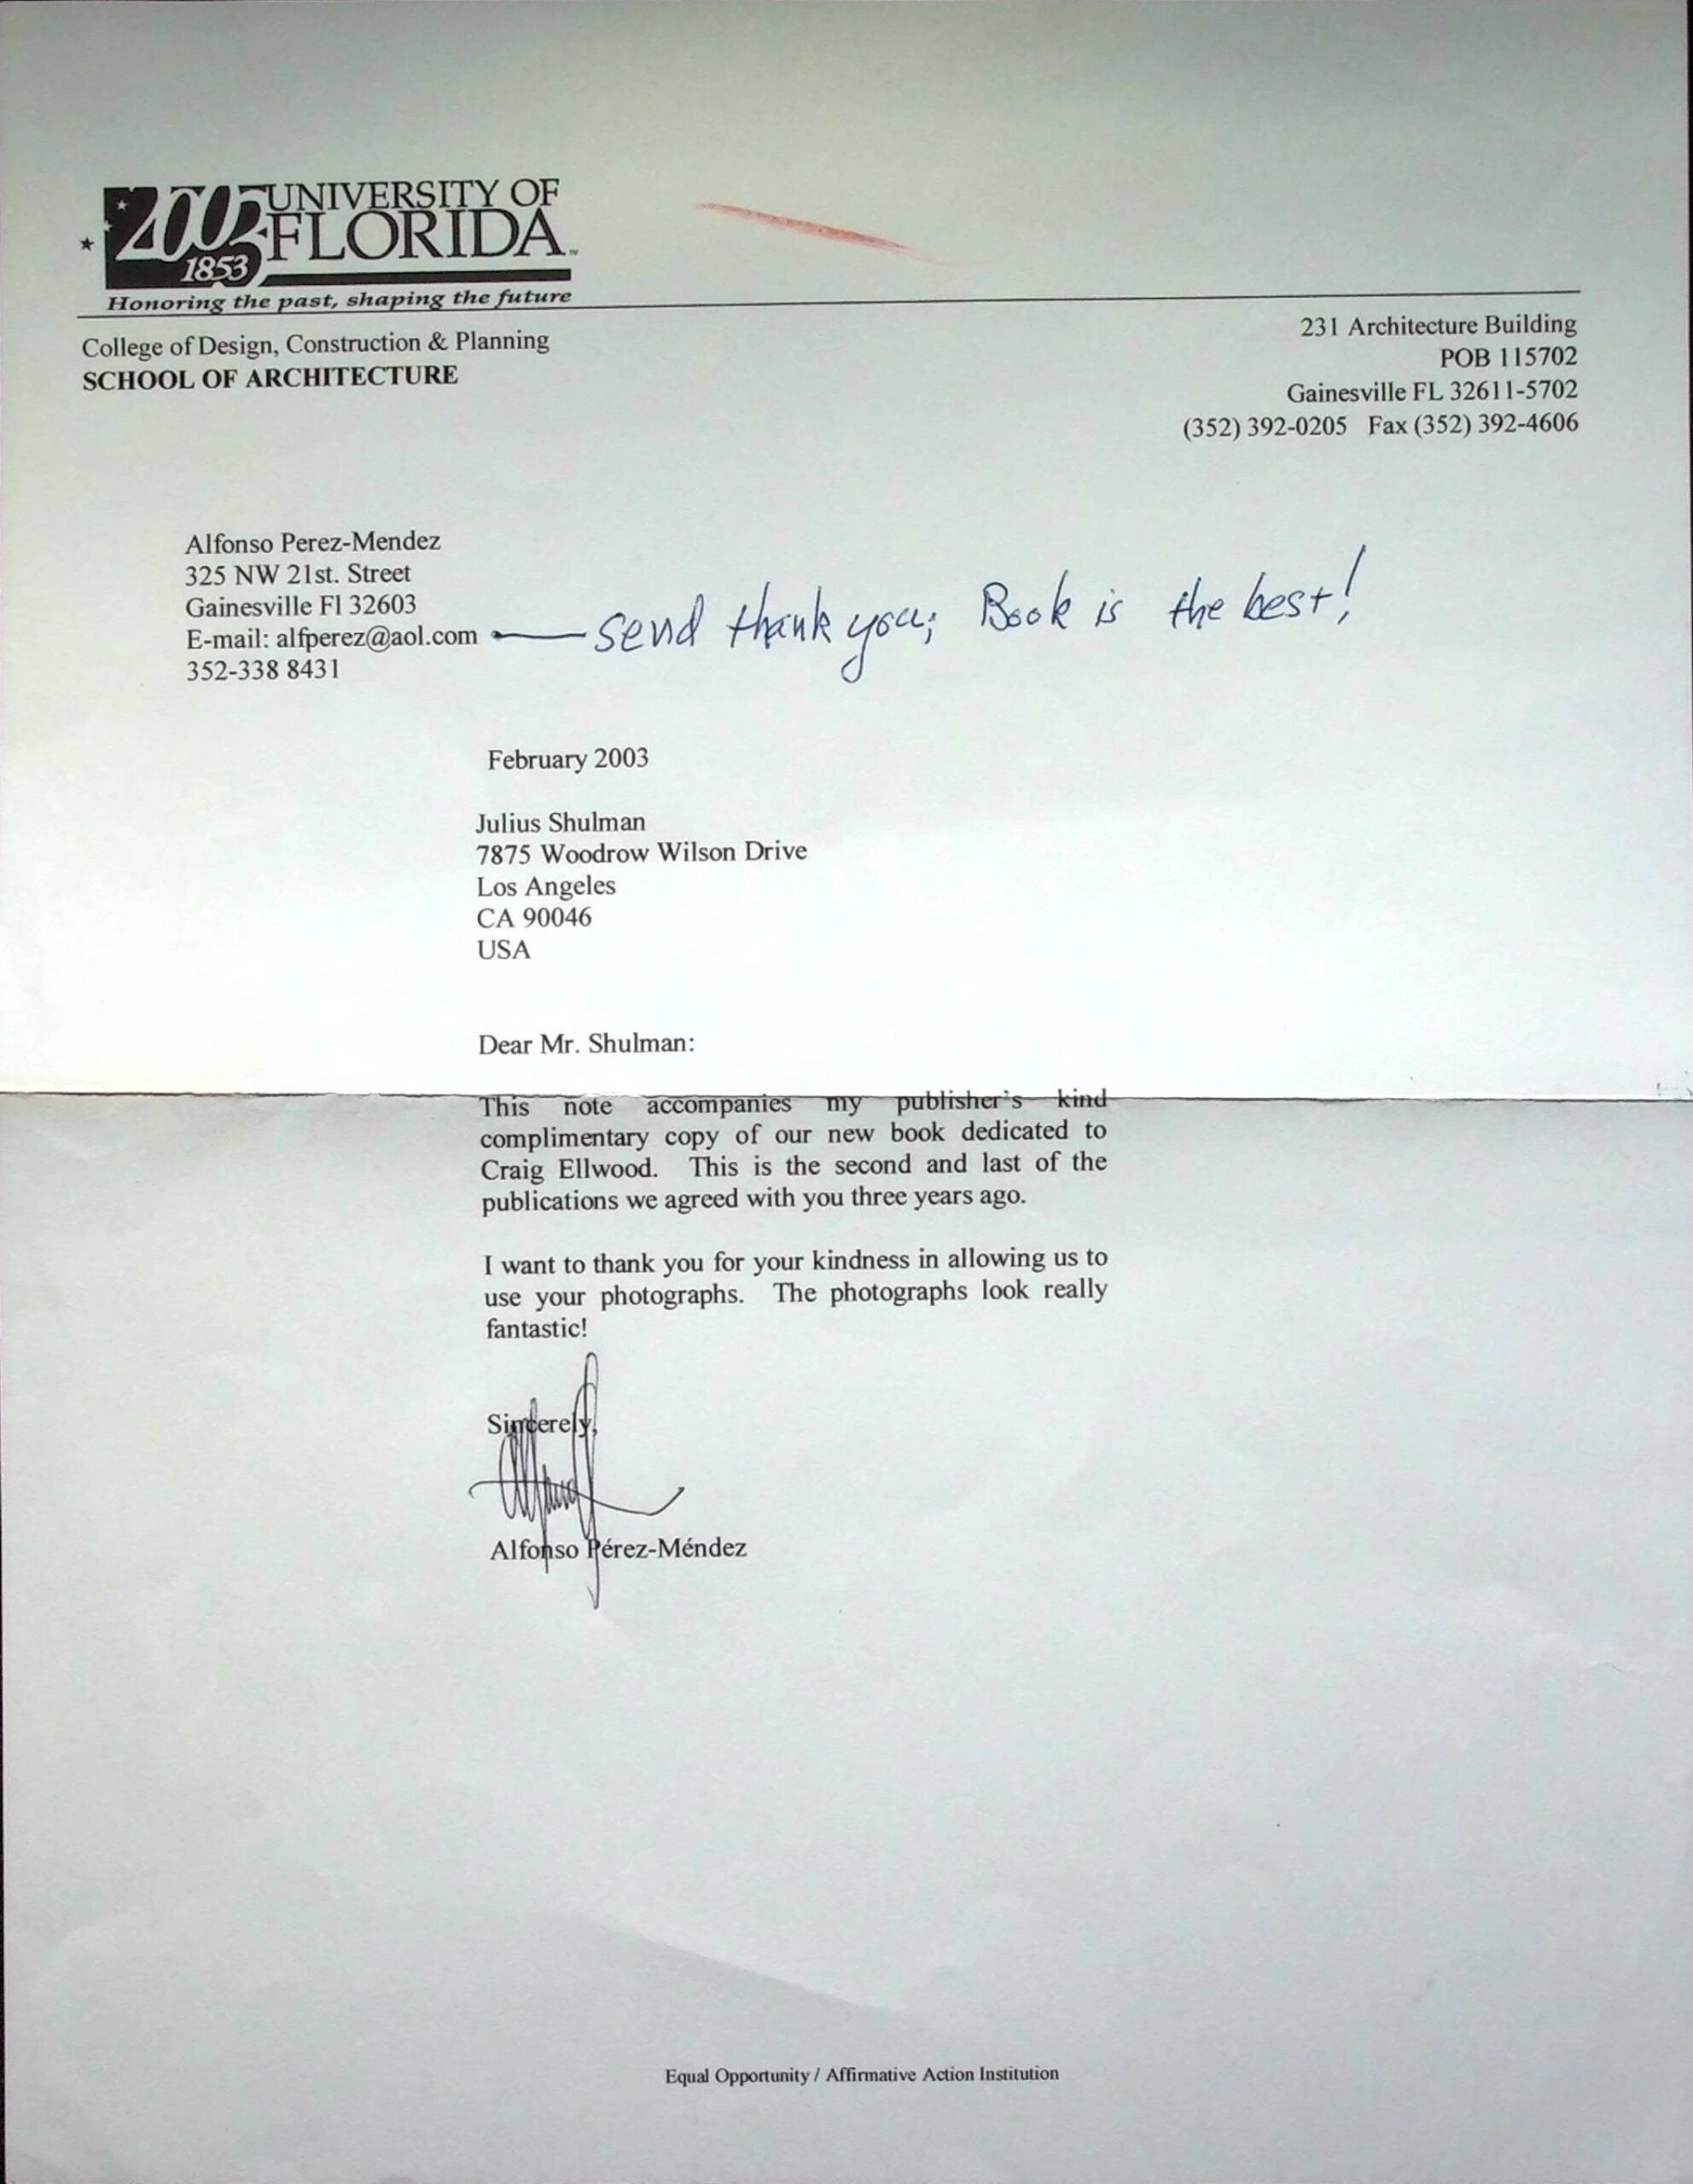 2003 UNIVERSITY OF
FLORIDA
1853
Honoring the past, shaping the future
College of Design, Construction & Planning
SCHOOL OF ARCHITECTURE
231 Architecture Building
POB 115702
Gainesville FL 32611-5702
(352) 392-0205 Fax (352) 392-4606
Alfonso Perez-Mendez
325 NW 21st. Street
Gainesville Fl 32603
E-mail: alfperez@aol.com
352-338 8431
send thank you; Book is the best!
February 2003
Julius Shulman
7875 Woodrow Wilson Drive
Los Angeles
CA 90046
USA
Dear Mr. Shulman:
This note accompanies my publisher's kind
complimentary copy of our new book dedicated to
Craig Ellwood. This is the second and last of the
publications we agreed with you three years ago.
I want to thank you for your kindness in allowing us to
use your photographs. The photographs look really
fantastic!
Sincerely,
Alfonso Pérez-Méndez
Equal Opportunity / Affirmative Action Institution